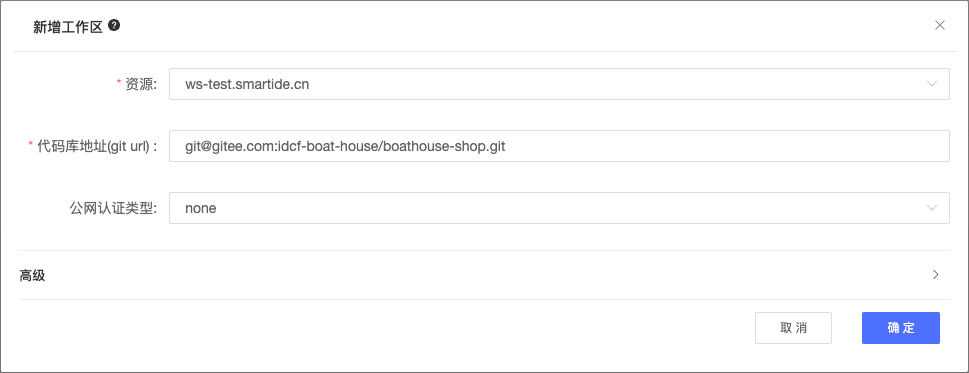 新增工作区 ?
* 资源: ws-test.smartide.cn
* 代码库地址(git url) : git@gitee.com:idcf-boat-house/boathouse-shop.git
公网认证类型: none
高级
取 消 确 定